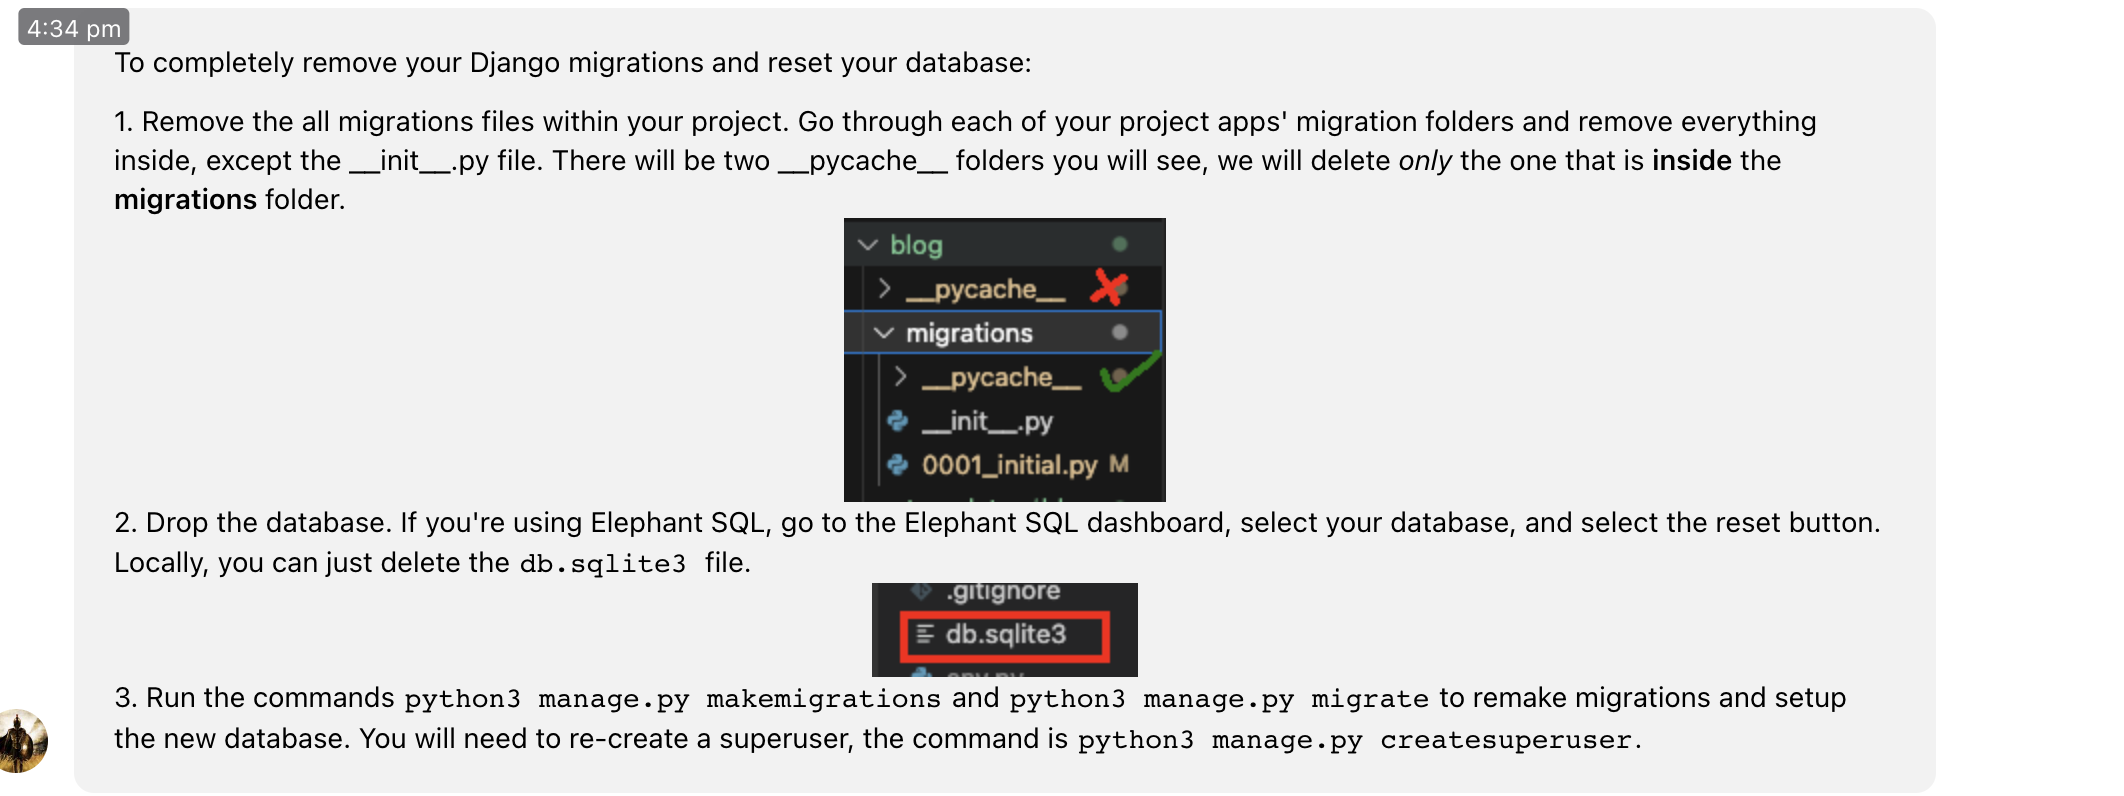 4:34 pm
To completely remove your Django migrations and reset your database:
1. Remove the all migrations files within your project. Go through each of your project apps' migration folders and remove everything
inside, except the __init__.py file. There will be two __pycache__ folders you will see, we will delete only the one that is inside the
migrations folder.
blog
__pycache__
migrations
__pycache__
__init__.py
0001_initial.py M
2. Drop the database. If you're using Elephant SQL, go to the Elephant SQL dashboard, select your database, and select the reset button.
Locally, you can just delete the db.sqlite3 file.
.gitignore
db.sqlite3
3. Run the commands python3 manage.py makemigrations and python3 manage.py migrate to remake migrations and setup
the new database. You will need to re-create a superuser, the command is python3 manage.py createsuperuser.